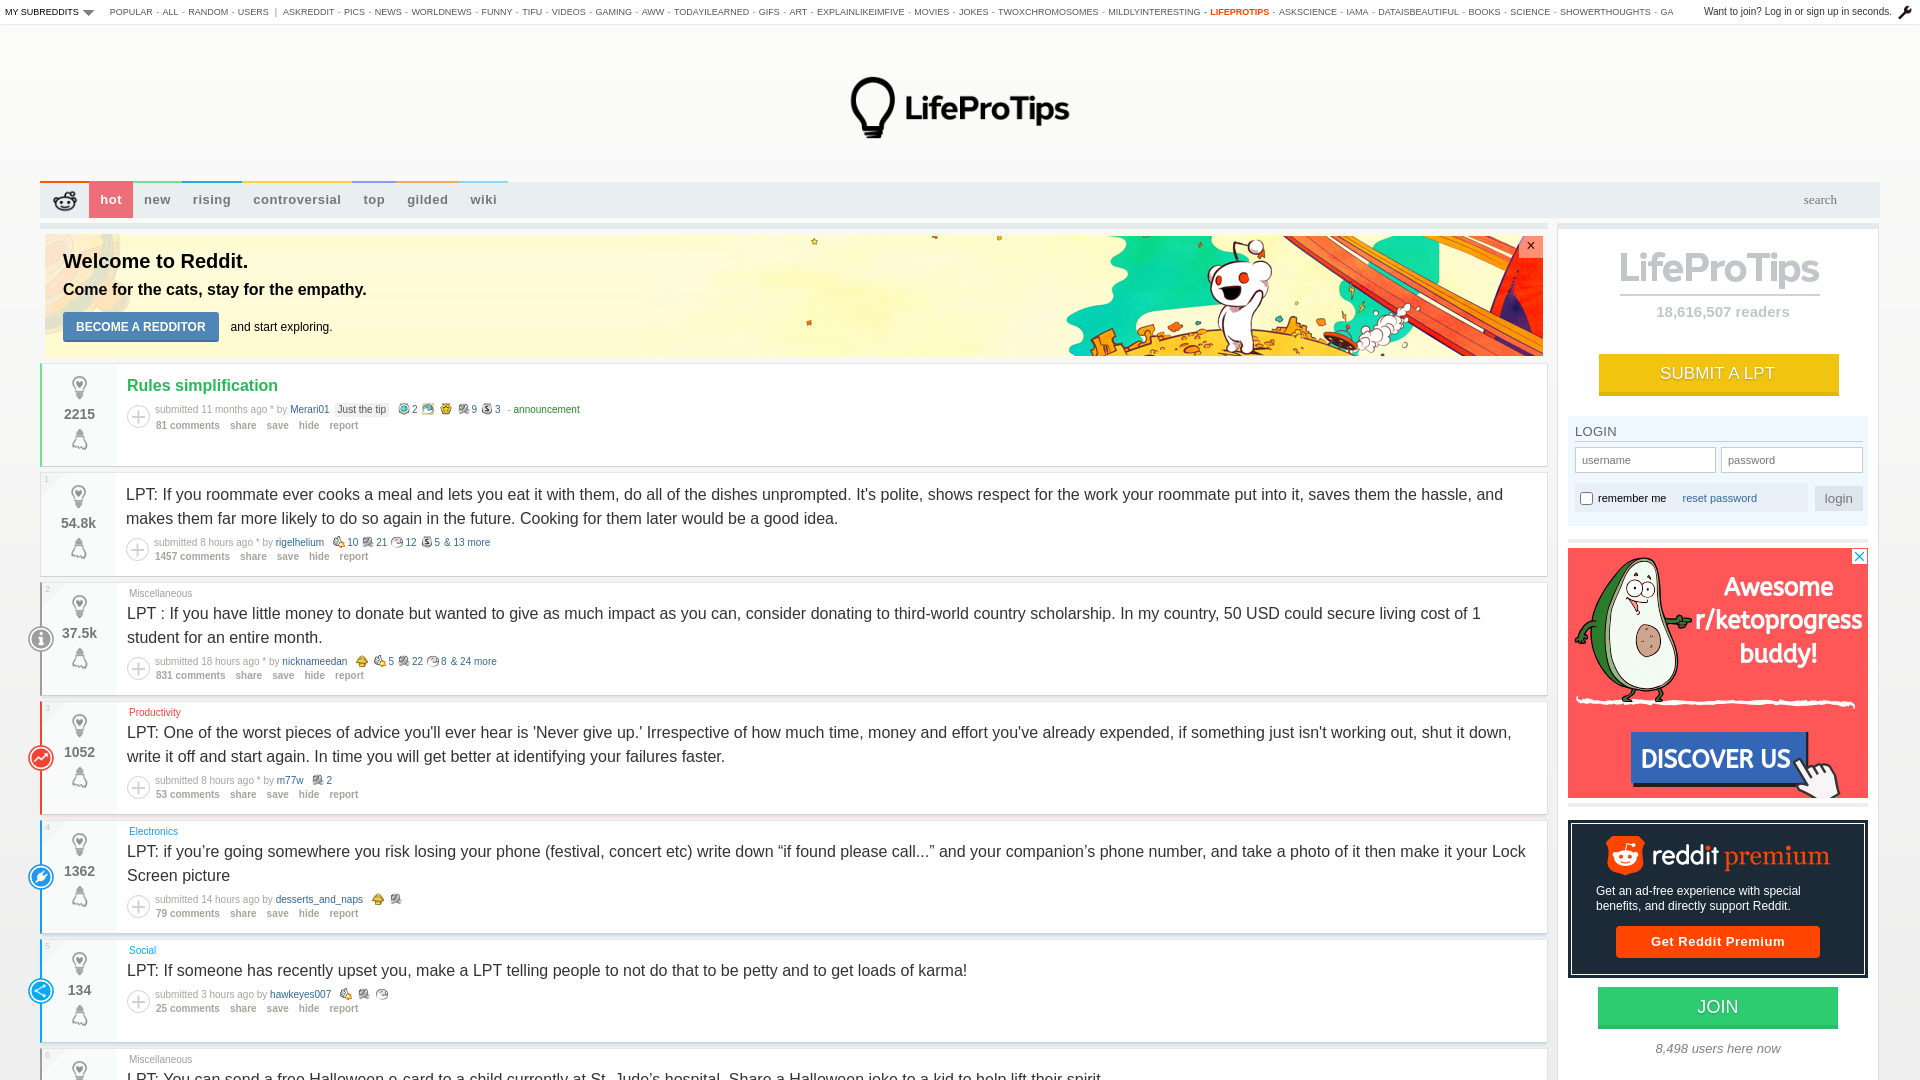 MY SUBREDDITS POPULAR - ALL - RANDOM - USERS | ASKREDDIT - PICS - NEWS - WORLDNEWS - FUNNY - TIFU - VIDEOS - GAMING - AWW - TODAYILEARNED - GIFS - ART - EXPLAINLIKEIMFIVE - MOVIES - JOKES - TWOXCHROMOSOMES - MILDLYINTERESTING - LIFEPROTIPS - ASKSCIENCE - IAMA - DATAISBEAUTIFUL - BOOKS - SCIENCE - SHOWERTHOUGHTS - GA
Want to join? Log in or sign up in seconds.
LifeProTips
hot new rising controversial top gilded wiki search
Welcome to Reddit.
Come for the cats, stay for the empathy.
BECOME A REDDITOR and start exploring.
×
Rules simplification
2215
submitted 11 months ago * by Merari01 Just the tip 2 9 3 - announcement
81 comments share save hide report
1
LPT: If you roommate ever cooks a meal and lets you eat it with them, do all of the dishes unprompted. It's polite, shows respect for the work your roommate put into it, saves them the hassle, and
54.8k
makes them far more likely to do so again in the future. Cooking for them later would be a good idea.
submitted 8 hours ago * by rigelhelium 10 21 12 5 & 13 more
1457 comments share save hide report
2
Miscellaneous
LPT : If you have little money to donate but wanted to give as much impact as you can, consider donating to third-world country scholarship. In my country, 50 USD could secure living cost of 1
37.5k
student for an entire month.
submitted 18 hours ago * by nicknameedan 5 22 8 & 24 more
831 comments share save hide report
3
Productivity
LPT: One of the worst pieces of advice you'll ever hear is 'Never give up.' Irrespective of how much time, money and effort you've already expended, if something just isn't working out, shut it down,
1052
write it off and start again. In time you will get better at identifying your failures faster.
submitted 8 hours ago * by m77w 2
53 comments share save hide report
4
Electronics
LPT: if you’re going somewhere you risk losing your phone (festival, concert etc) write down “if found please call...” and your companion’s phone number, and take a photo of it then make it your Lock
1362
Screen picture
submitted 14 hours ago by desserts_and_naps
79 comments share save hide report
5
Social
LPT: If someone has recently upset you, make a LPT telling people to not do that to be petty and to get loads of karma!
134
submitted 3 hours ago by hawkeyes007
25 comments share save hide report
6
Miscellaneous
LPT: You can send a free Halloween e-card to a child currently at St. Jude’s hospital. Share a Halloween joke to a kid to help lift their spirit
LifeProTips
18,616,507 readers
SUBMIT A LPT
LOGIN
username password
remember me reset password login
Awesome
r/ketoprogress
buddy!
DISCOVER US
reddit premium
Get an ad-free experience with special
benefits, and directly support Reddit.
Get Reddit Premium
JOIN
8,498 users here now